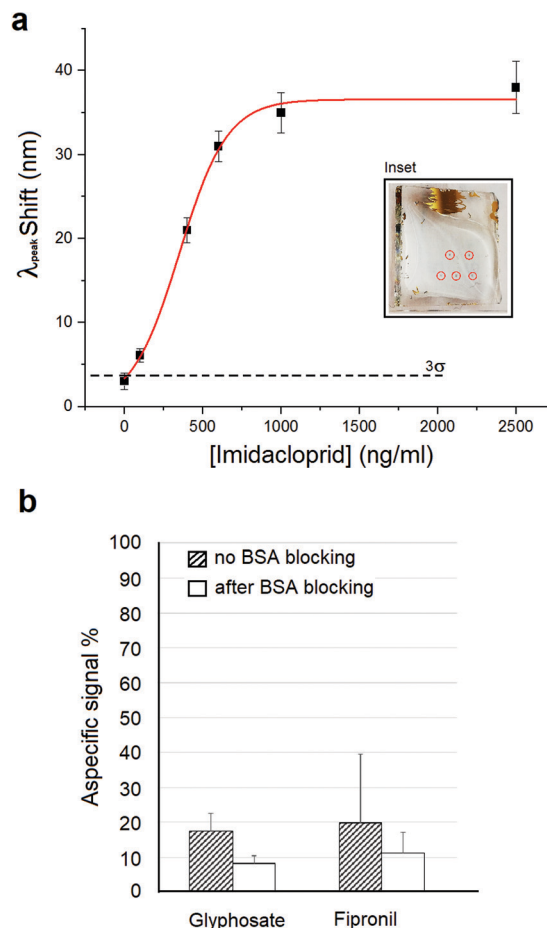 a
40
30
20
10
0
λpeak Shift (nm)
Inset
3σ
0 500 1000 1500 2000 2500
[Imidacloprid] (ng/ml)
b
100
90
80
70
60
50
40
30
20
10
0
Aspecific signal %
no BSA blocking
after BSA blocking
Glyphosate Fipronil